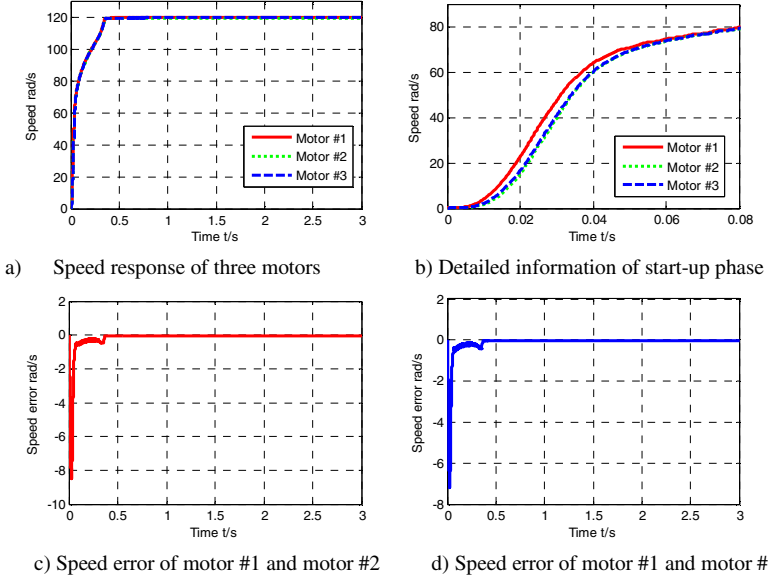 120
100
80
60
40
20
0
Speed rad/s
Motor #1
Motor #2
Motor #3
0 0.5 1 1.5 2 2.5 3
Time t/s
a) Speed response of three motors
80
60
40
20
0
Speed rad/s
Motor #1
Motor #2
Motor #3
0 0.02 0.04 0.06 0.08
Time t/s
b) Detailed information of start-up phase
2
0
-2
-4
-6
-8
-10
Speed error rad/s
0 0.5 1 1.5 2 2.5 3
Time t/s
c) Speed error of motor #1 and motor #2
2
0
-2
-4
-6
-8
Speed error rad/s
0 0.5 1 1.5 2 2.5 3
Time t/s
d) Speed error of motor #1 and motor #